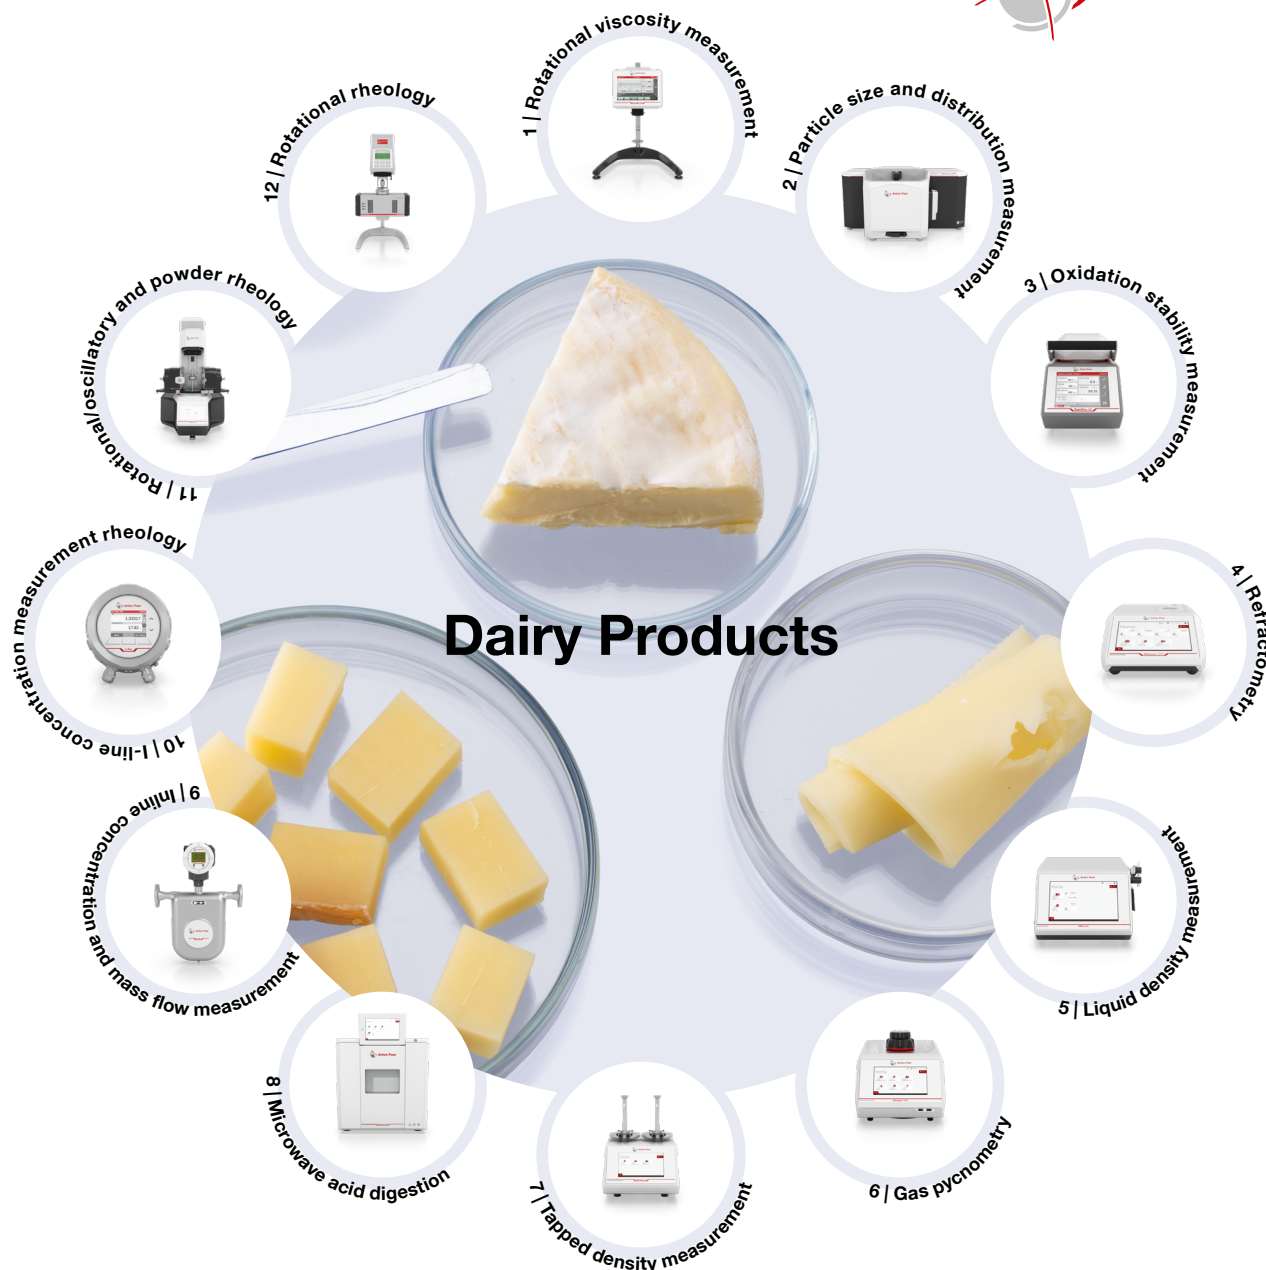 1 | Rotational viscosity measurement
2 | Particle size and distribution measurement
3 | Oxidation stability measurement
4 | Refractometry
5 | Liquid density measurement
6 | Gas pycnometry
7 | Tapped density measurement
8 | Microwave acid digestion
9 | Inline concentration and mass flow measurement
10 | I-line concentration measurement rheology
11 | Rotational/oscillatory and powder rheology
12 | Rotational rheology
Dairy Products